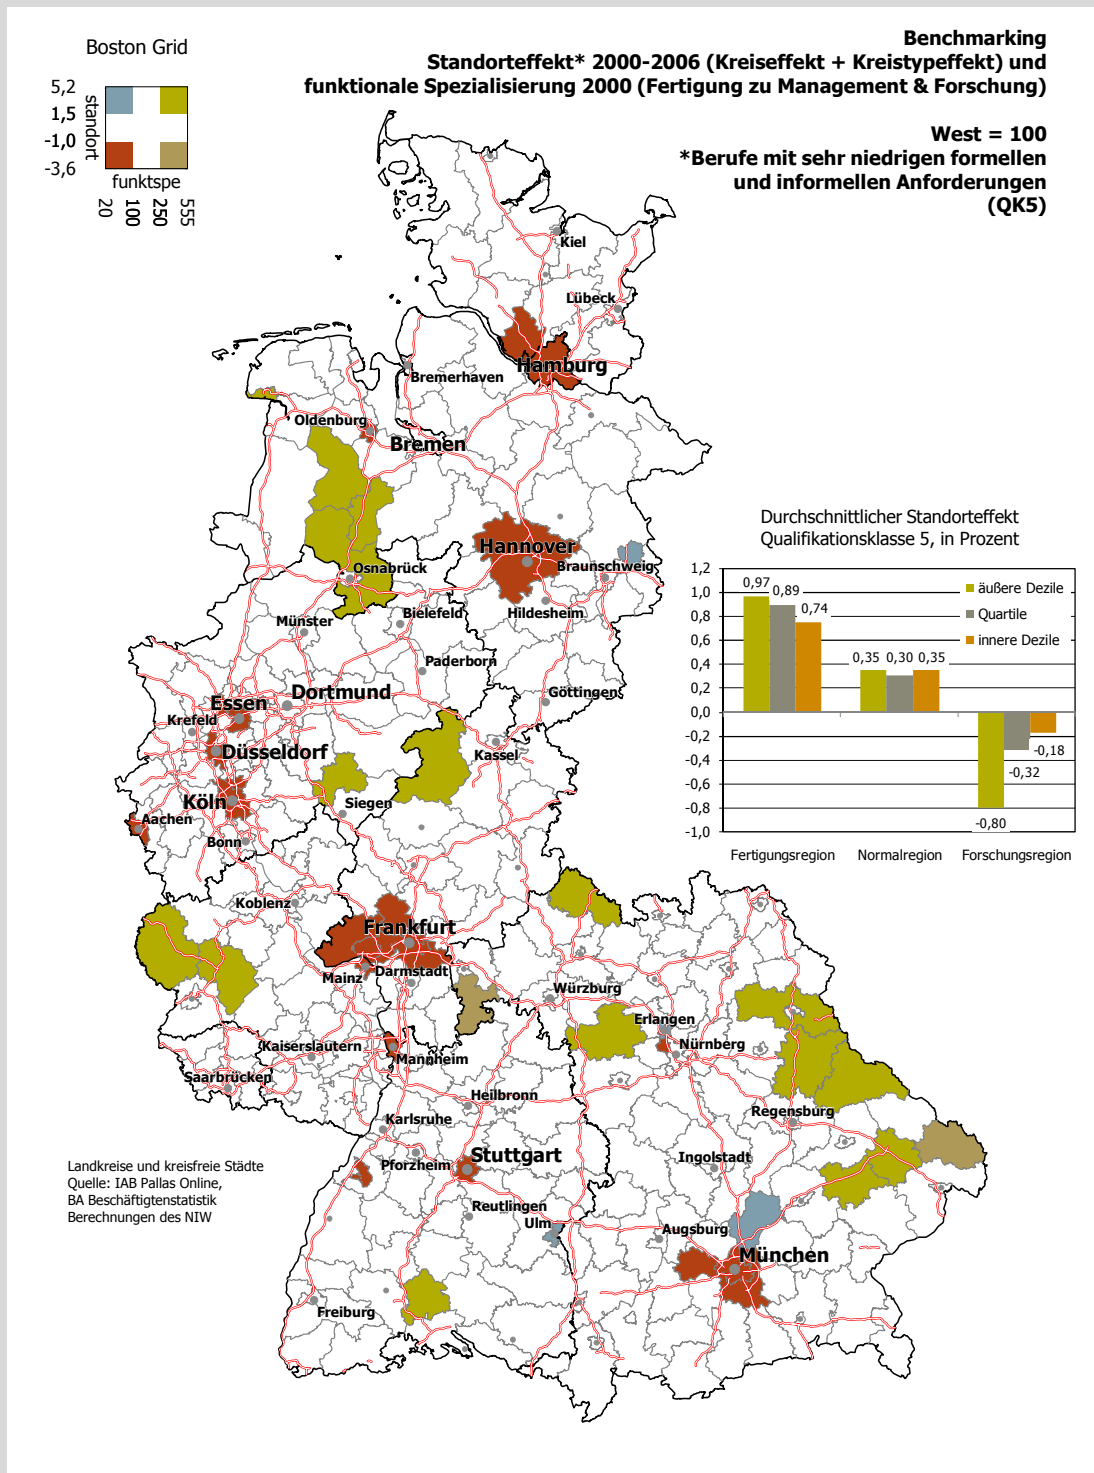 Boston Grid
5,2
1,5
-1,0
-3,6
standort
funktspe
20
100
250
555
Benchmarking
Standorteffekt* 2000-2006 (Kreiseffekt + Kreistypeffekt) und
funktionale Spezialisierung 2000 (Fertigung zu Management & Forschung)
West = 100
*Berufe mit sehr niedrigen formellen
und informellen Anforderungen
(QK5)
Kiel
Lübeck
Hamburg
Bremerhaven
Oldenburg
Bremen
Hannover
Braunschweig
Osnabrück
Hildesheim
Bielefeld
Münster
Paderborn
Göttingen
Dortmund
Essen
Krefeld
Düsseldorf
Kassel
Köln
Siegen
Aachen
Bonn
Koblenz
Frankfurt
Mainz
Darmstadt
Würzburg
Erlangen
Nürnberg
Kaiserslautern
Mannheim
Saarbrücken
Heilbronn
Karlsruhe
Regensburg
Pforzheim
Stuttgart
Ingolstadt
Reutlingen
Ulm
Augsburg
München
Freiburg
Durchschnittlicher Standorteffekt
Qualifikationsklasse 5, in Prozent
1,2
1,0
0,8
0,6
0,4
0,2
0,0
-0,2
-0,4
-0,6
-0,8
-1,0
0,97
0,89
0,74
0,35
0,30
0,35
-0,80
-0,32
-0,18
äußere Dezile
Quartile
innere Dezile
Fertigungsregion
Normalregion
Forschungsregion
Landkreise und kreisfreie Städte
Quelle: IAB Pallas Online,
BA Beschäftigtenstatistik
Berechnungen des NIW